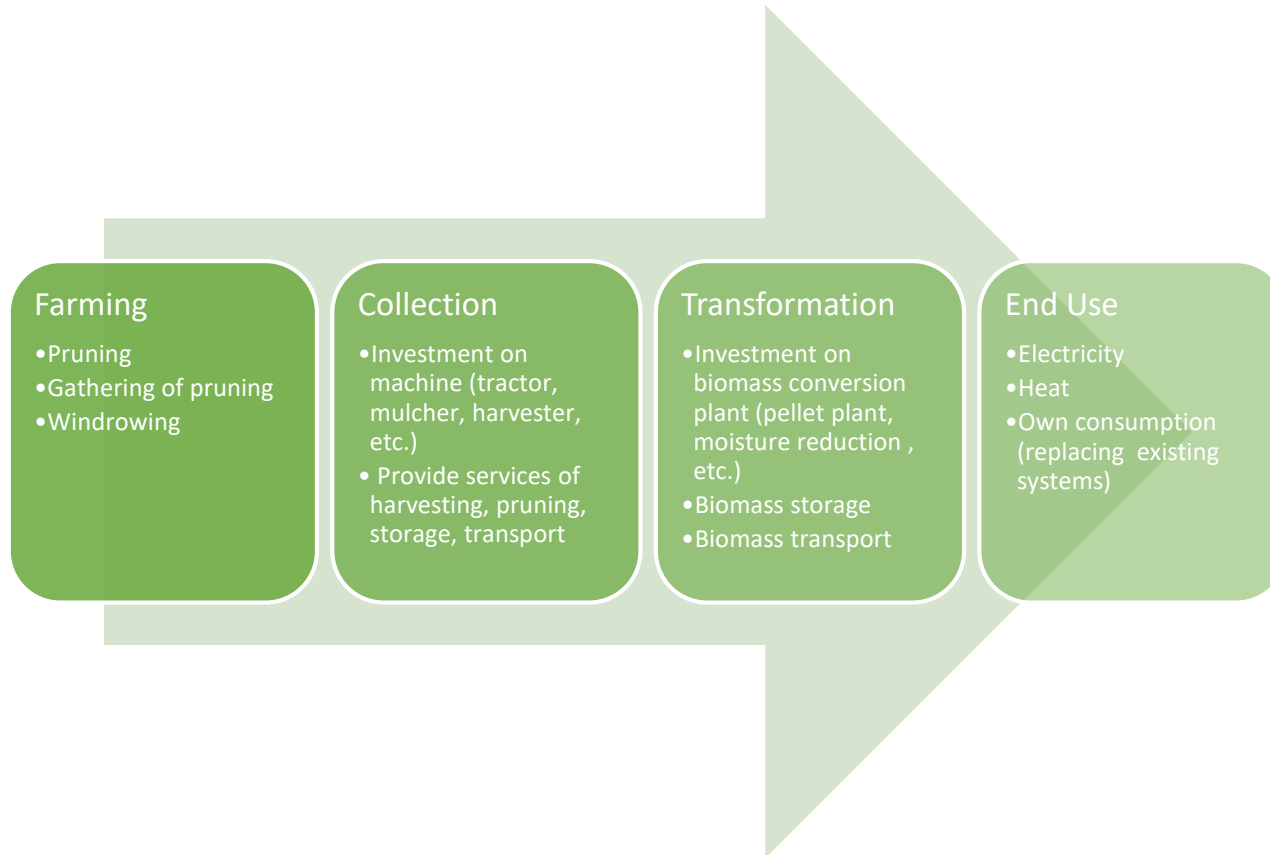 Farming
•Pruning
•Gathering of pruning
•Windrowing
Collection
•Investment on
machine (tractor,
mulcher, harvester,
etc.)
• Provide services of
harvesting, pruning,
storage, transport
Transformation
•Investment on
biomass conversion
plant (pellet plant,
moisture reduction ,
etc.)
•Biomass storage
•Biomass transport
End Use
•Electricity
•Heat
•Own consumption
(replacing  existing
systems)